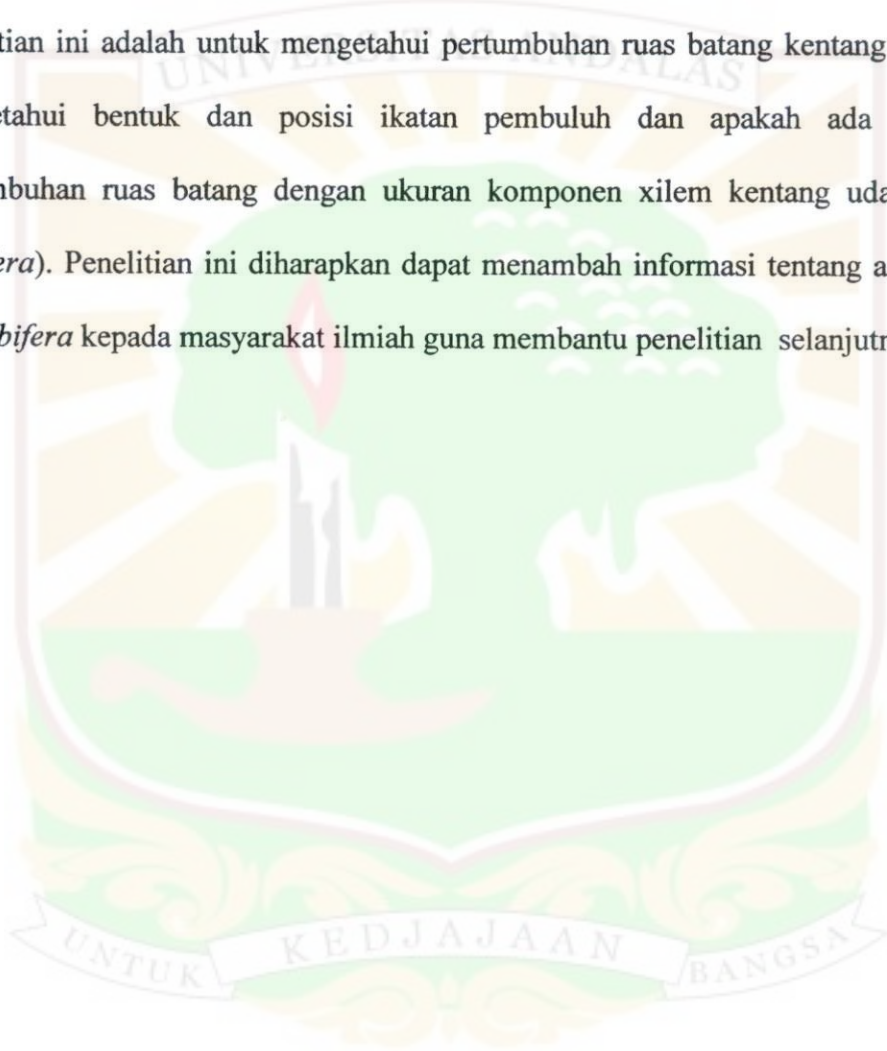 tian ini adalah untuk mengetahui pertumbuhan ruas batang kentang
etahui bentuk dan posisi ikatan pembuluh dan apakah ada
nbuhan ruas batang dengan ukuran komponen xilem kentang uda
era). Penelitian ini diharapkan dapat menambah informasi tentang a
bifera kepada masyarakat ilmiah guna membantu penelitian selanjutn
UNIVERSITAS ANDALAS
UNTUK KEDJAJAAN BANGSA